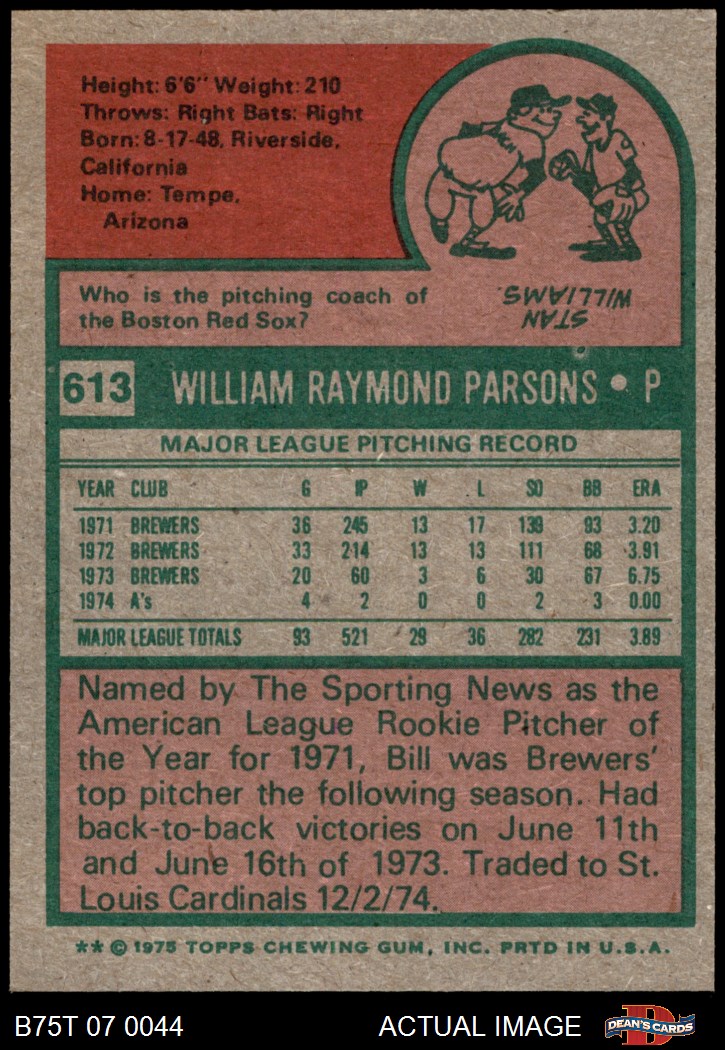 Height: 6'6" Weight: 210
Throws: Right Bats: Right
Born: 8-17-48, Riverside,
California
Home: Tempe,
Arizona
Who is the pitching coach of
the Boston Red Sox?
STAN
WILLIAMS.
613 WILLIAM RAYMOND PARSONS • P
MAJOR LEAGUE PITCHING RECORD
YEAR CLUB G IP W L SO BB ERA
1971 BREWERS 36 245 13 17 139 93 3.20
1972 BREWERS 33 214 13 13 111 68 3.91
1973 BREWERS 20 60 3 6 30 67 6.75
1974 A's 4 2 0 0 2 3 0.00
MAJOR LEAGUE TOTALS 93 521 29 36 282 231 3.89
Named by The Sporting News as the
American League Rookie Pitcher of
the Year for 1971, Bill was Brewers'
top pitcher the following season. Had
back-to-back victories on June 11th
and June 16th of 1973. Traded to St.
Louis Cardinals 12/2/74.
** © 1975 TOPPS CHEWING GUM, INC. PRTD IN U.S.A.
B75T 07 0044 ACTUAL IMAGE
D
DEAN'S CARDS